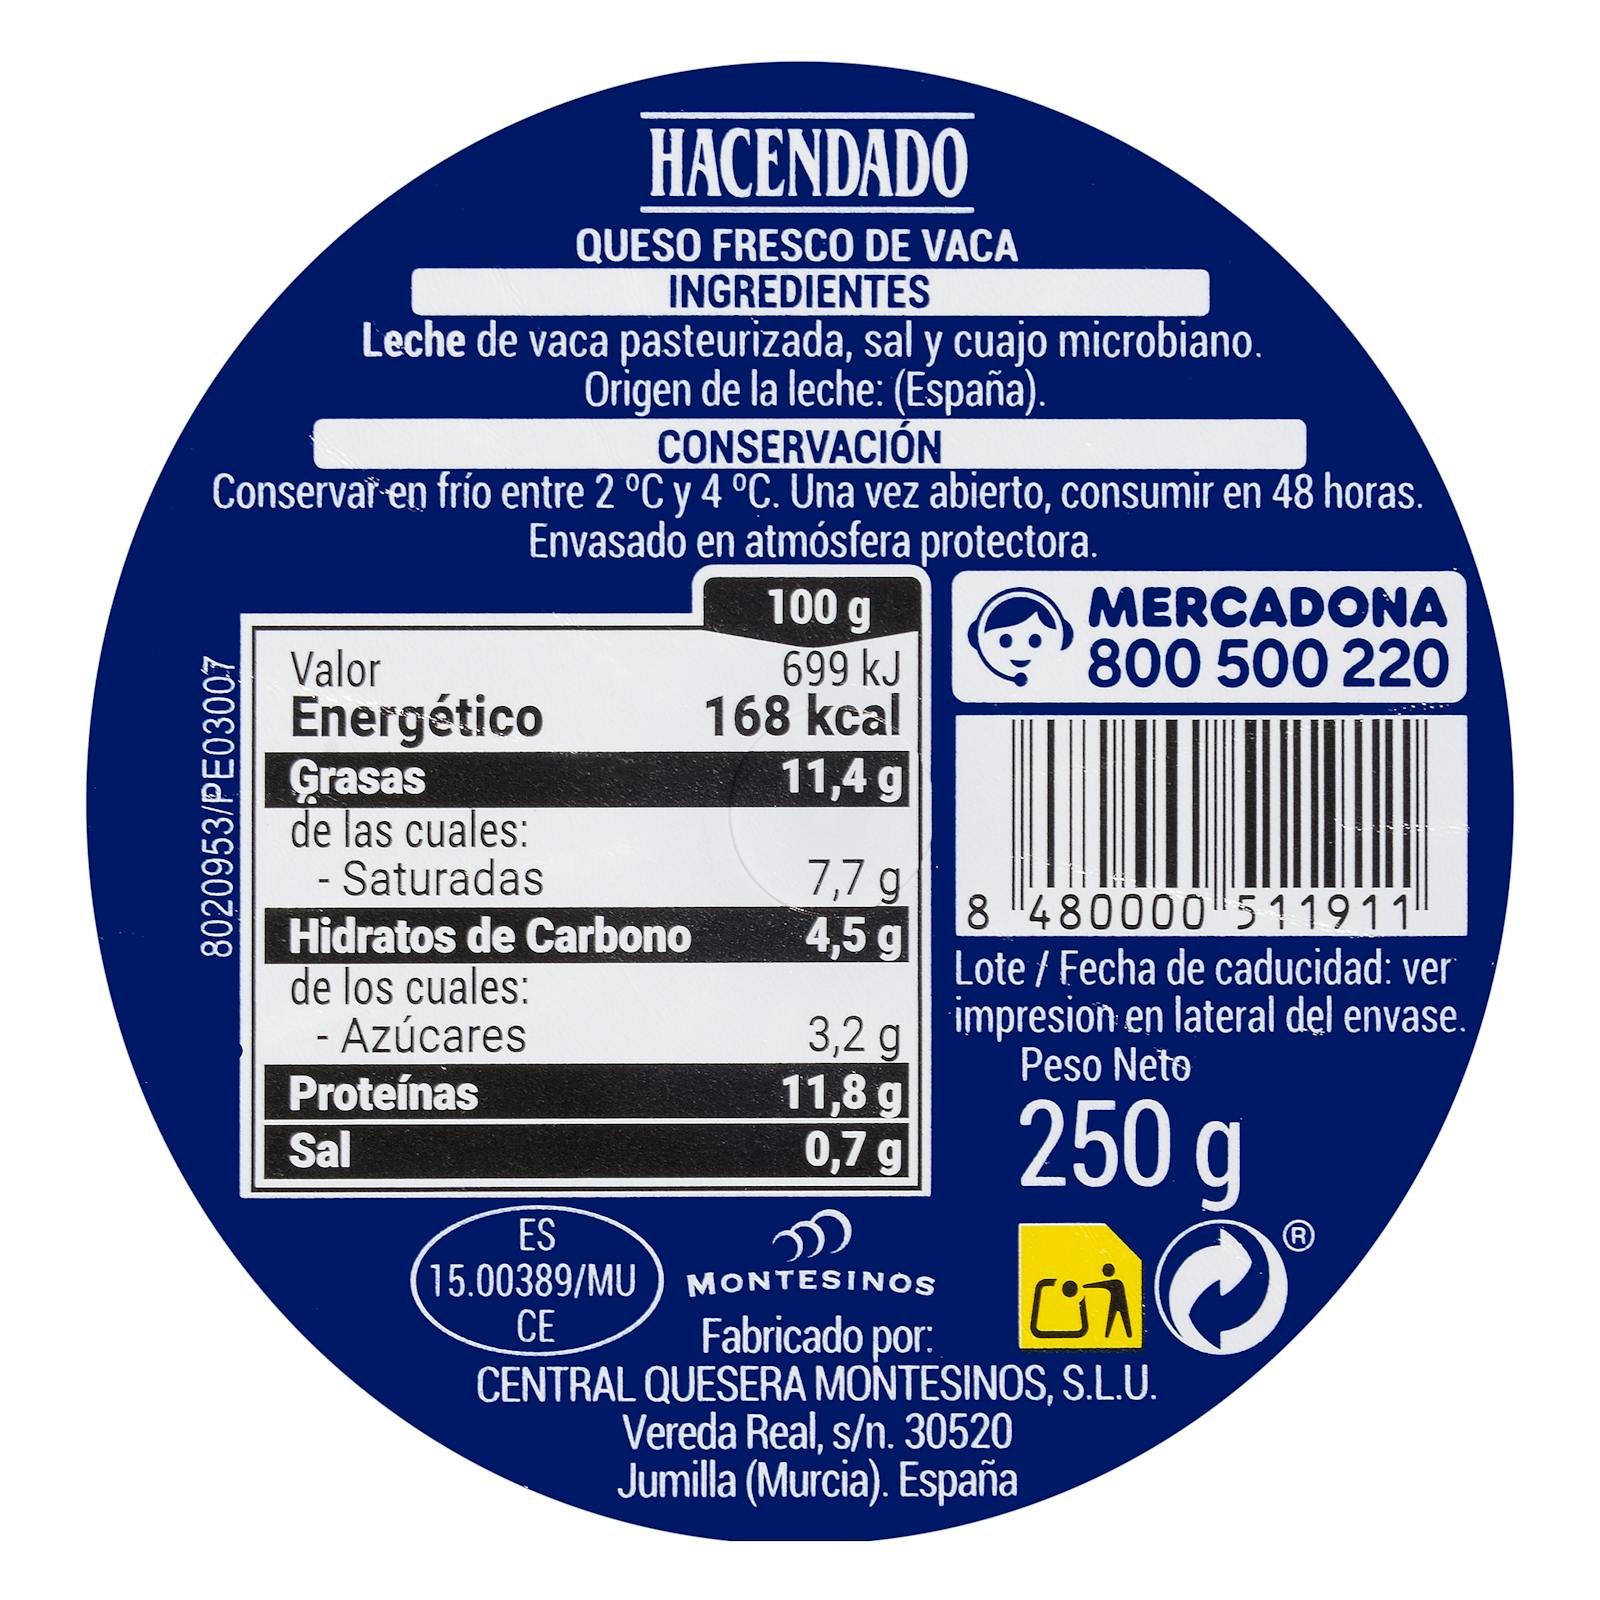 HACENDADO
QUESO FRESCO DE VACA
INGREDIENTES
Leche de vaca pasteurizada, sal y cuajo microbiano.
Origen de la leche: (España).
CONSERVACIÓN
Conservar en frío entre 2 ºC y 4 ºC. Una vez abierto, consumir en 48 horas.
Envasado en atmósfera protectora.
100 g
Valor 699 kJ
Energético 168 kcal
Grasas 11,4 g
de las cuales:
- Saturadas 7,7 g
Hidratos de Carbono 4,5 g
de los cuales:
- Azúcares 3,2 g
Proteínas 11,8 g
Sal 0,7 g
8020953/PE03007
MERCADONA
800 500 220
8 480000 511911
Lote / Fecha de caducidad: ver
impresion en lateral del envase.
Peso Neto
250 g
ES
15.00389/MU
CE
MONTESINOS
®
Fabricado por:
CENTRAL QUESERA MONTESINOS, S.L.U.
Vereda Real, s/n. 30520
Jumilla (Murcia). España